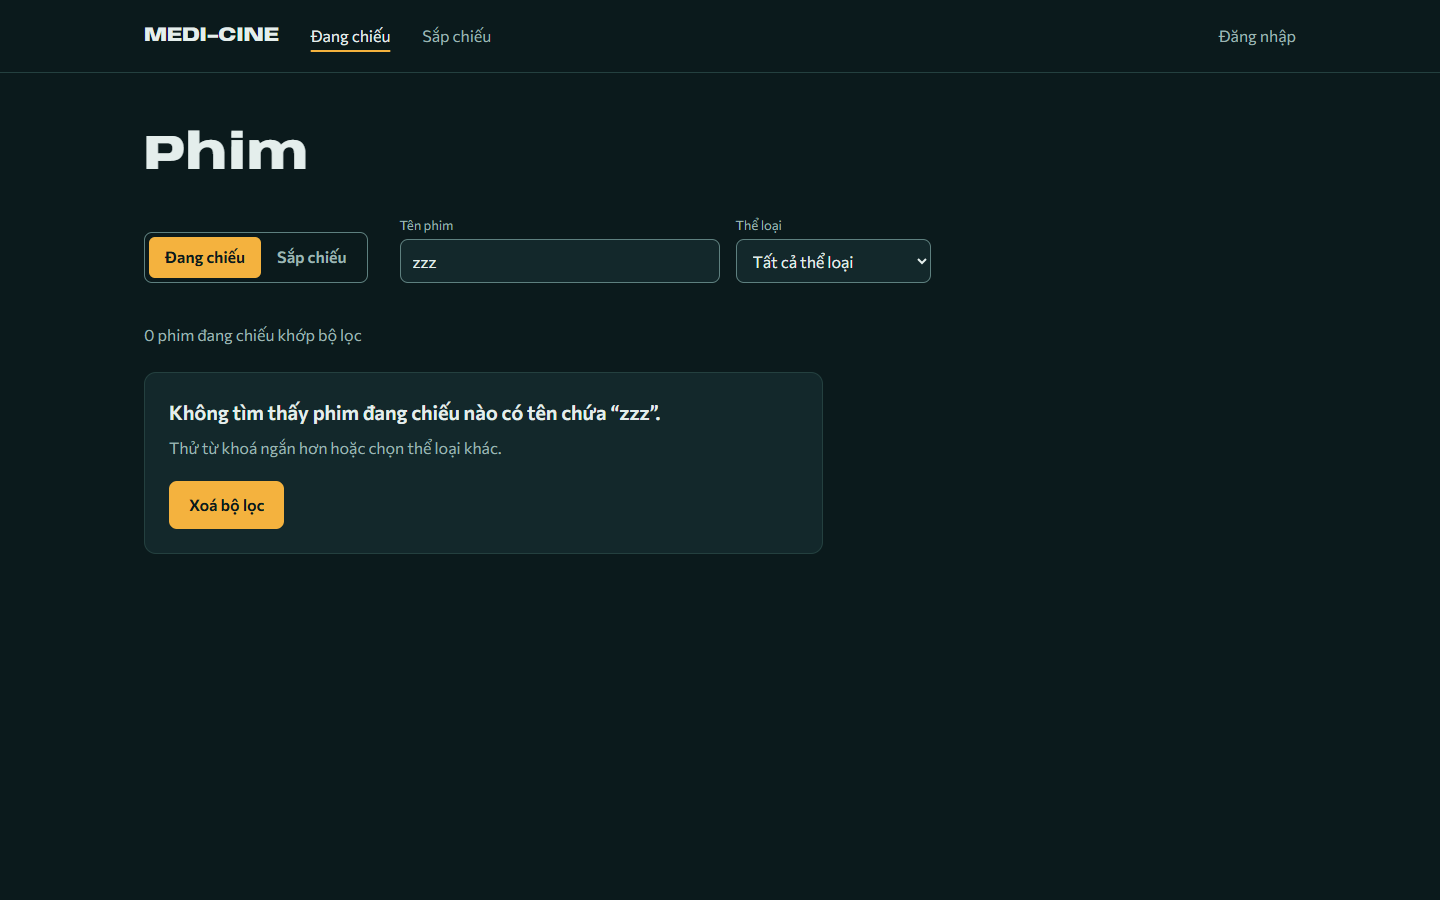 MEDI-CINE
Đang chiếu
Sắp chiếu
Đăng nhập
Phim
Đang chiếu
Sắp chiếu
Tên phim
zzz
Thể loại
Tất cả thể loại
0 phim đang chiếu khớp bộ lọc
Không tìm thấy phim đang chiếu nào có tên chứa “zzz”.
Thử từ khoá ngắn hơn hoặc chọn thể loại khác.
Xoá bộ lọc